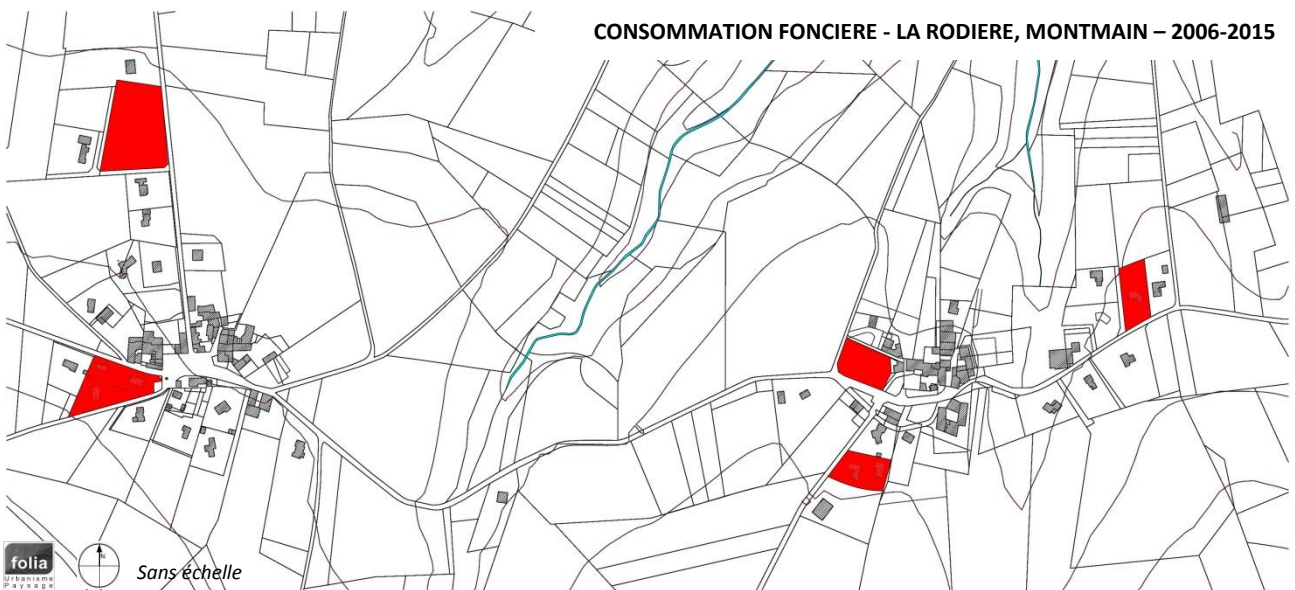 CONSOMMATION FONCIERE - LA RODIERE, MONTMAIN – 2006-2015
folia
Urbanisme
Paysage
N
Sans échelle